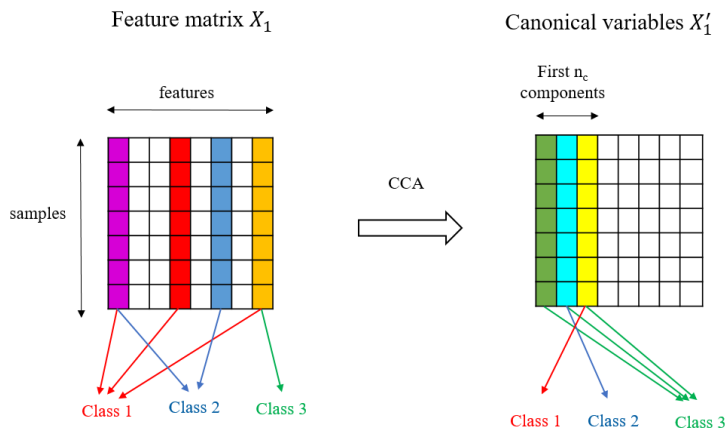 Feature matrix X₁
Canonical variables X₁′
features
First n_c
components
samples
CCA
Class 1
Class 2
Class 3
Class 1
Class 2
Class 3